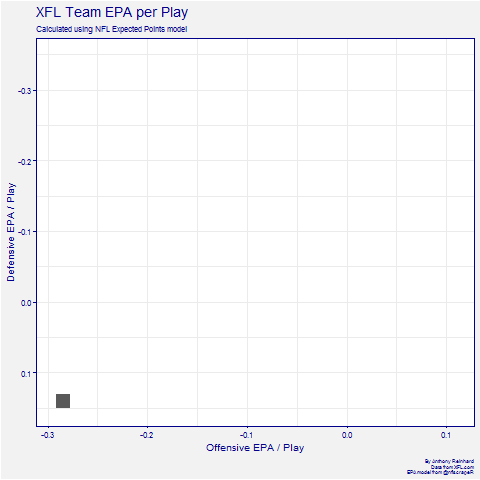 XFL Team EPA per Play
Calculated using NFL Expected Points model
-0.3
-0.2
-0.1
0.0
0.1
Defensive EPA / Play
-0.3
-0.2
-0.1
0.0
0.1
Offensive EPA / Play
By Anthony Reinhard
Data from XFL.com
EPA model from @nflscrapeR